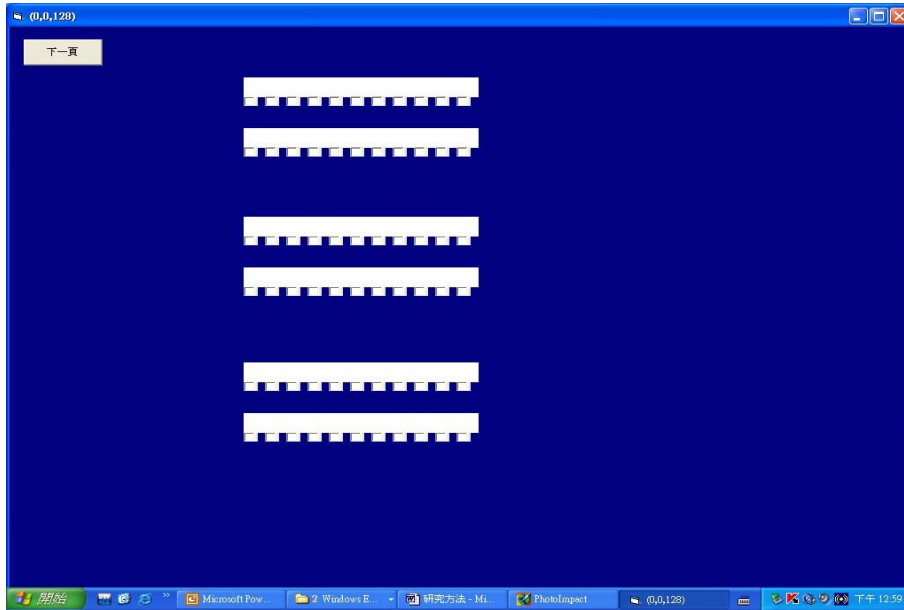 (0,0,128)
下一頁
開始
Microsoft Pow...
2 Windows E...
研究方法 - Mi...
PhotoImpact
(0,0,128)
下午 12:59